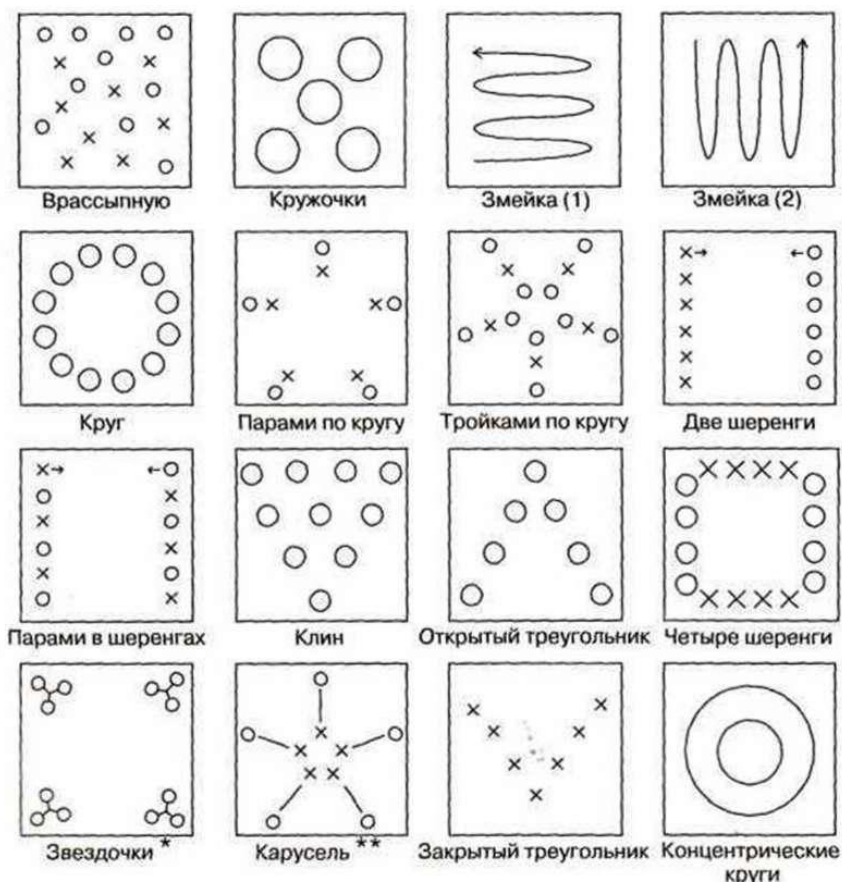 Врассыпную
Кружочки
Змейка (1)
Змейка (2)
Круг
Парами по кругу
Тройками по кругу
Две шеренги
Парами в шеренгах
Клин
Открытый треугольник
Четыре шеренги
Звездочки *
Карусель **
Закрытый треугольник
Концентрические
круги